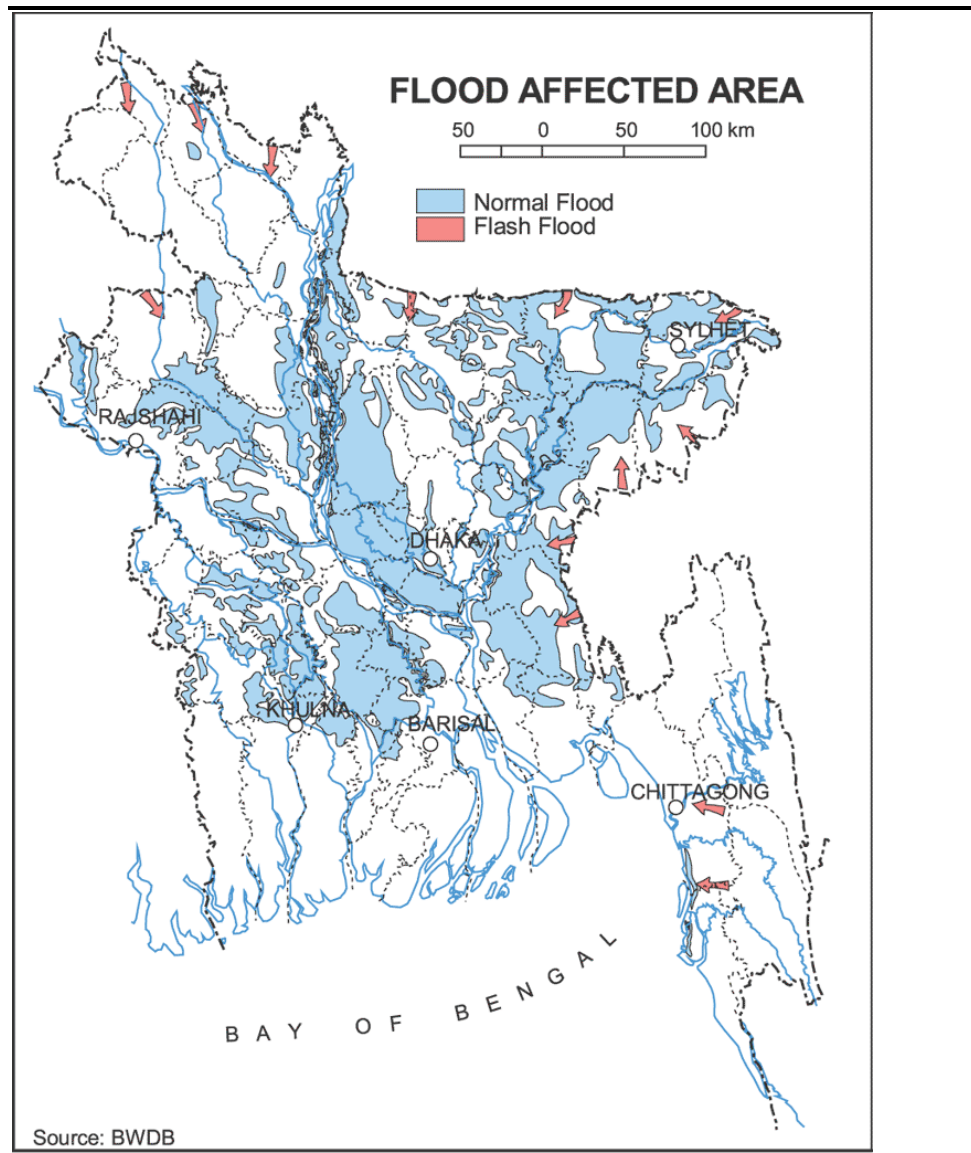 FLOOD AFFECTED AREA
50 0 50 100 km
Normal Flood
Flash Flood
SYLHET
RAJSHAHI
DHAKA
KHULNA
BARISAL
CHITTAGONG
BAY OF BENGAL
Source: BWDB